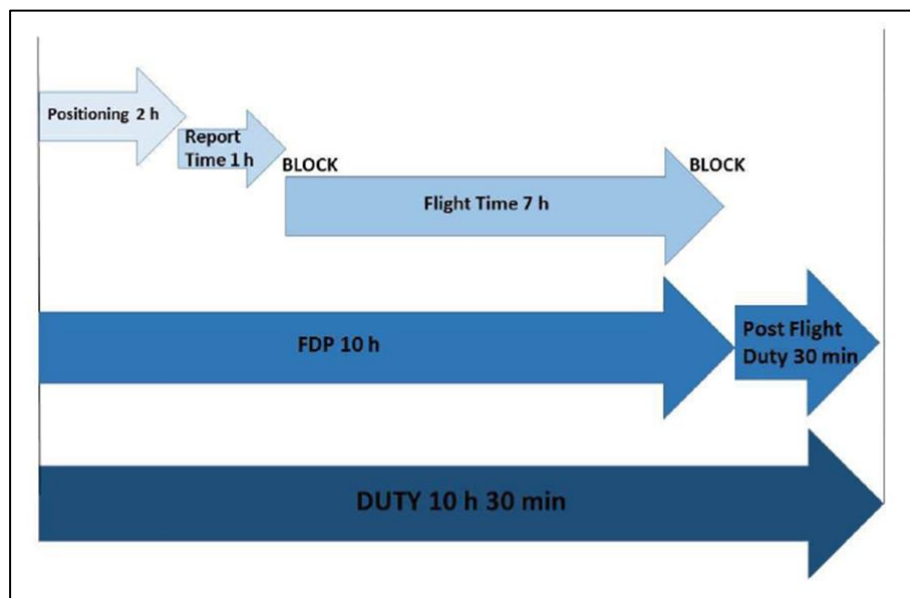 Positioning 2 h
Report
Time 1 h
BLOCK
BLOCK
Flight Time 7 h
FDP 10 h
Post Flight
Duty 30 min
DUTY 10 h 30 min